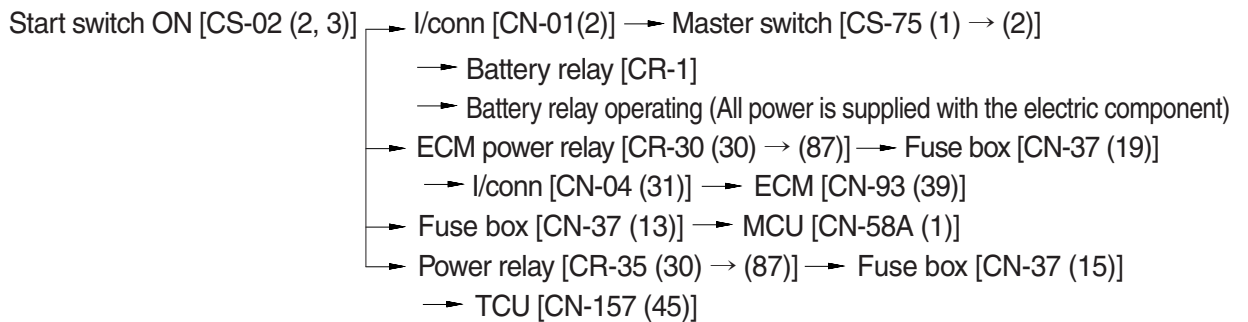 Start switch ON [CS-02 (2, 3)] → I/conn [CN-01(2)] → Master switch [CS-75 (1) → (2)]
→ Battery relay [CR-1]
→ Battery relay operating (All power is supplied with the electric component)
→ ECM power relay [CR-30 (30) → (87)] → Fuse box [CN-37 (19)]
→ I/conn [CN-04 (31)] → ECM [CN-93 (39)]
→ Fuse box [CN-37 (13)] → MCU [CN-58A (1)]
→ Power relay [CR-35 (30) → (87)] → Fuse box [CN-37 (15)]
→ TCU [CN-157 (45)]